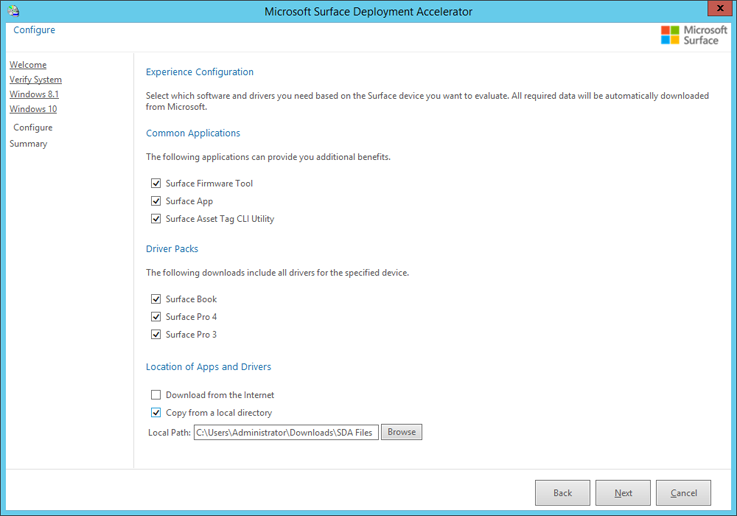 Microsoft Surface Deployment Accelerator
Configure
Microsoft
Surface
Welcome
Verify System
Windows 8.1
Windows 10
Configure
Summary
Experience Configuration
Select which software and drivers you need based on the Surface device you want to evaluate. All required data will be automatically downloaded
from Microsoft.
Common Applications
The following applications can provide you additional benefits.
Surface Firmware Tool
Surface App
Surface Asset Tag CLI Utility
Driver Packs
The following downloads include all drivers for the specified device.
Surface Book
Surface Pro 4
Surface Pro 3
Location of Apps and Drivers
Download from the Internet
Copy from a local directory
Local Path: C:\Users\Administrator\Downloads\SDA Files Browse
Back Next Cancel